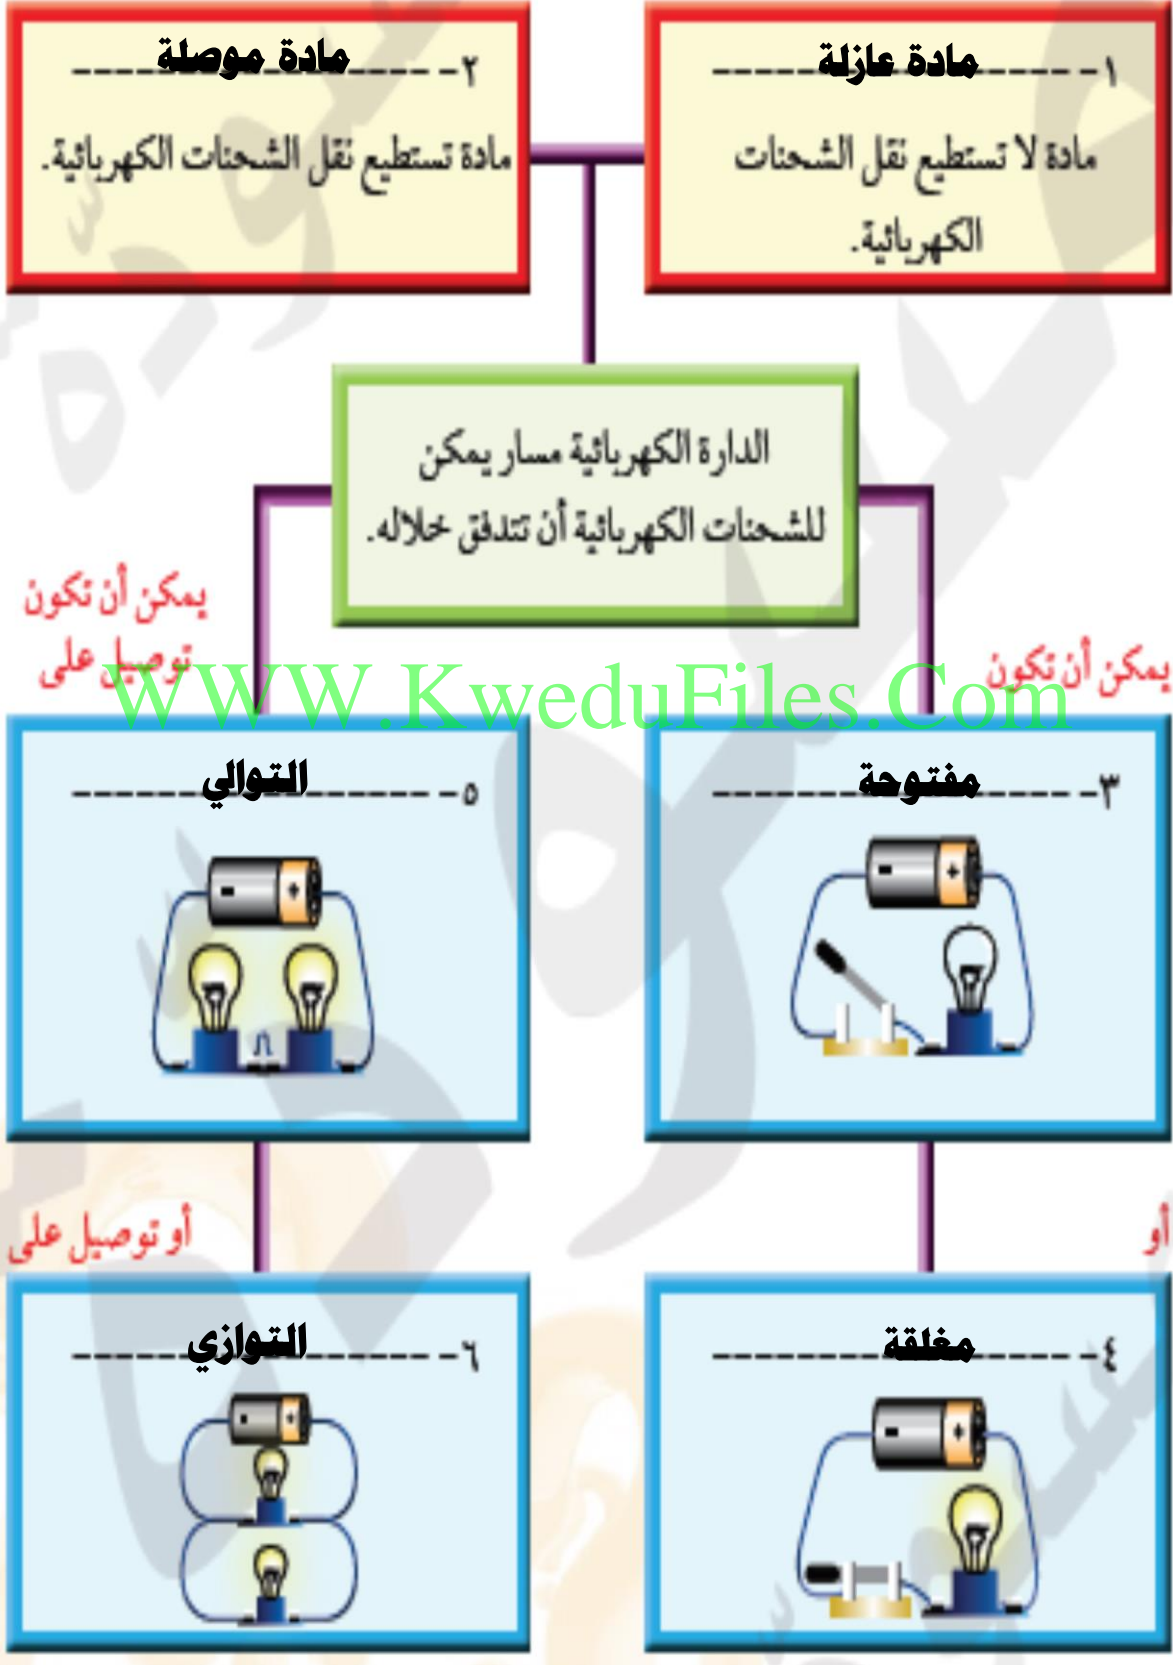 ١- مادة عازلة
مادة لا تستطيع نقل الشحنات
الكهربائية.
٢- مادة موصلة
مادة تستطيع نقل الشحنات الكهربائية.
الدارة الكهربائية مسار يمكن
للشحنات الكهربائية أن تتدفق خلاله.
يمكن أن تكون
٣- مفتوحة
أو
٤- مغلقة
يمكن أن تكون
توصيل على
٥- التوالي
أو توصيل على
٦- التوازي
WWW.KweduFiles.Com